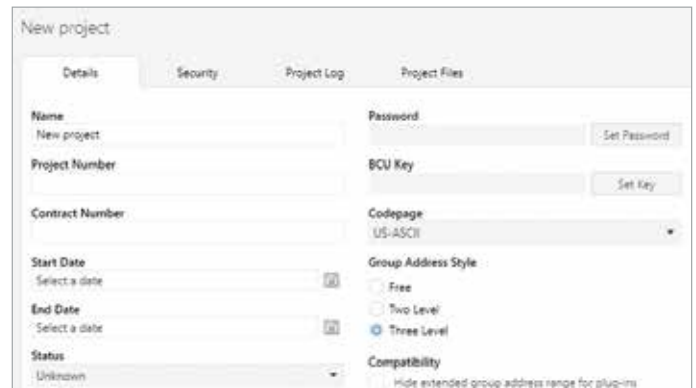 New project
Details Security Project Log Project Files
Name
New project
Project Number
Contract Number
Start Date
Select a date
End Date
Select a date
Status
Unknown
Password
Set Password
BCU Key
Set Key
Codepage
US-ASCII
Group Address Style
Free
Two Level
Three Level
Compatibility
Hide extended group address range for plug-ins